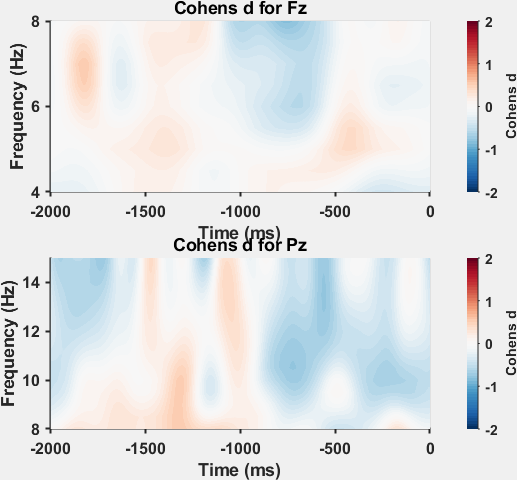 Cohens d for Fz
8
6
4
Frequency (Hz)
-2000 -1500 -1000 -500 0
Time (ms)
2
1
0
-1
-2
Cohens d
Cohens d for Pz
14
12
10
8
Frequency (Hz)
-2000 -1500 -1000 -500 0
Time (ms)
2
1
0
-1
-2
Cohens d